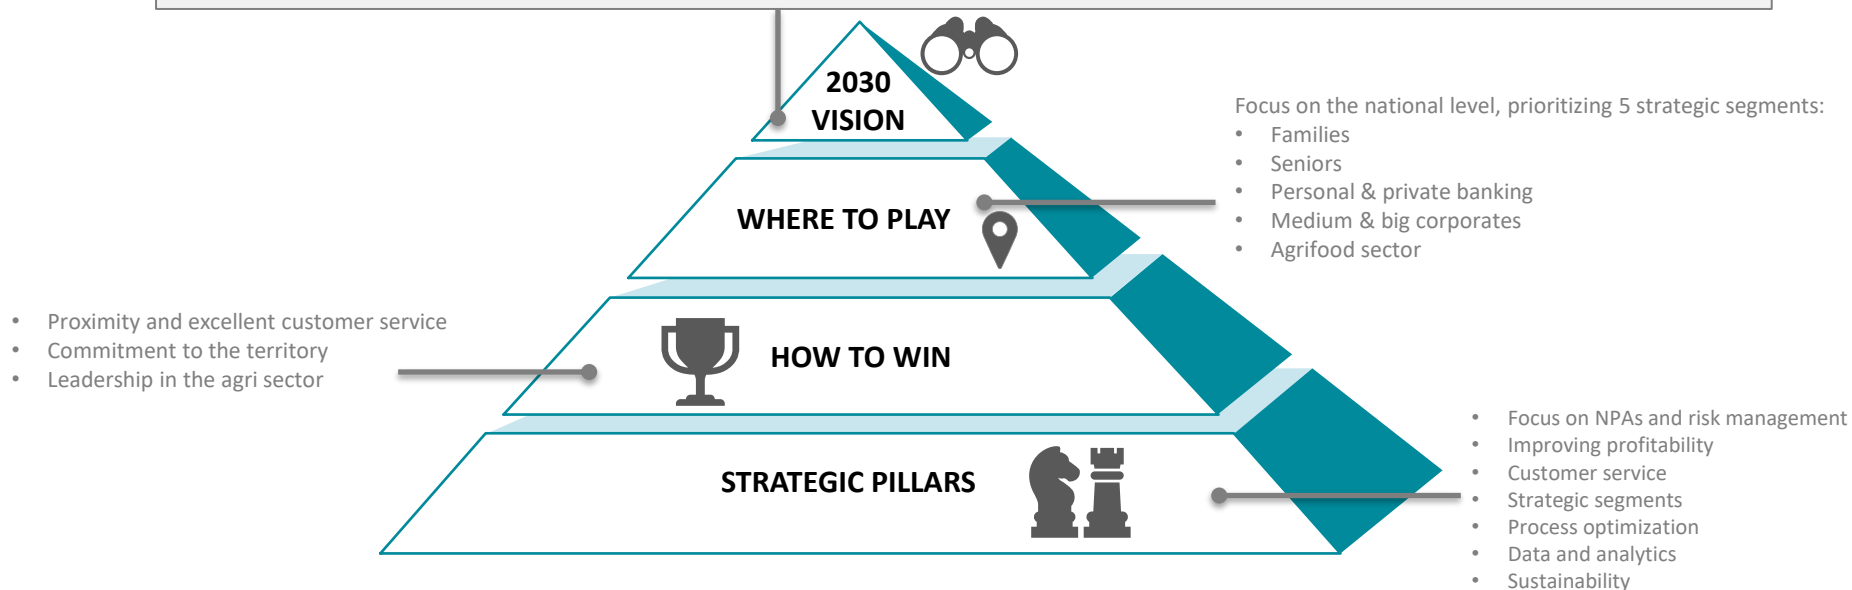 2030
VISION
Focus on the national level, prioritizing 5 strategic segments:
• Families
• Seniors
• Personal & private banking
• Medium & big corporates
• Agrifood sector
WHERE TO PLAY
• Proximity and excellent customer service
• Commitment to the territory
• Leadership in the agri sector
HOW TO WIN
STRATEGIC PILLARS
• Focus on NPAs and risk management
• Improving profitability
• Customer service
• Strategic segments
• Process optimization
• Data and analytics
• Sustainability